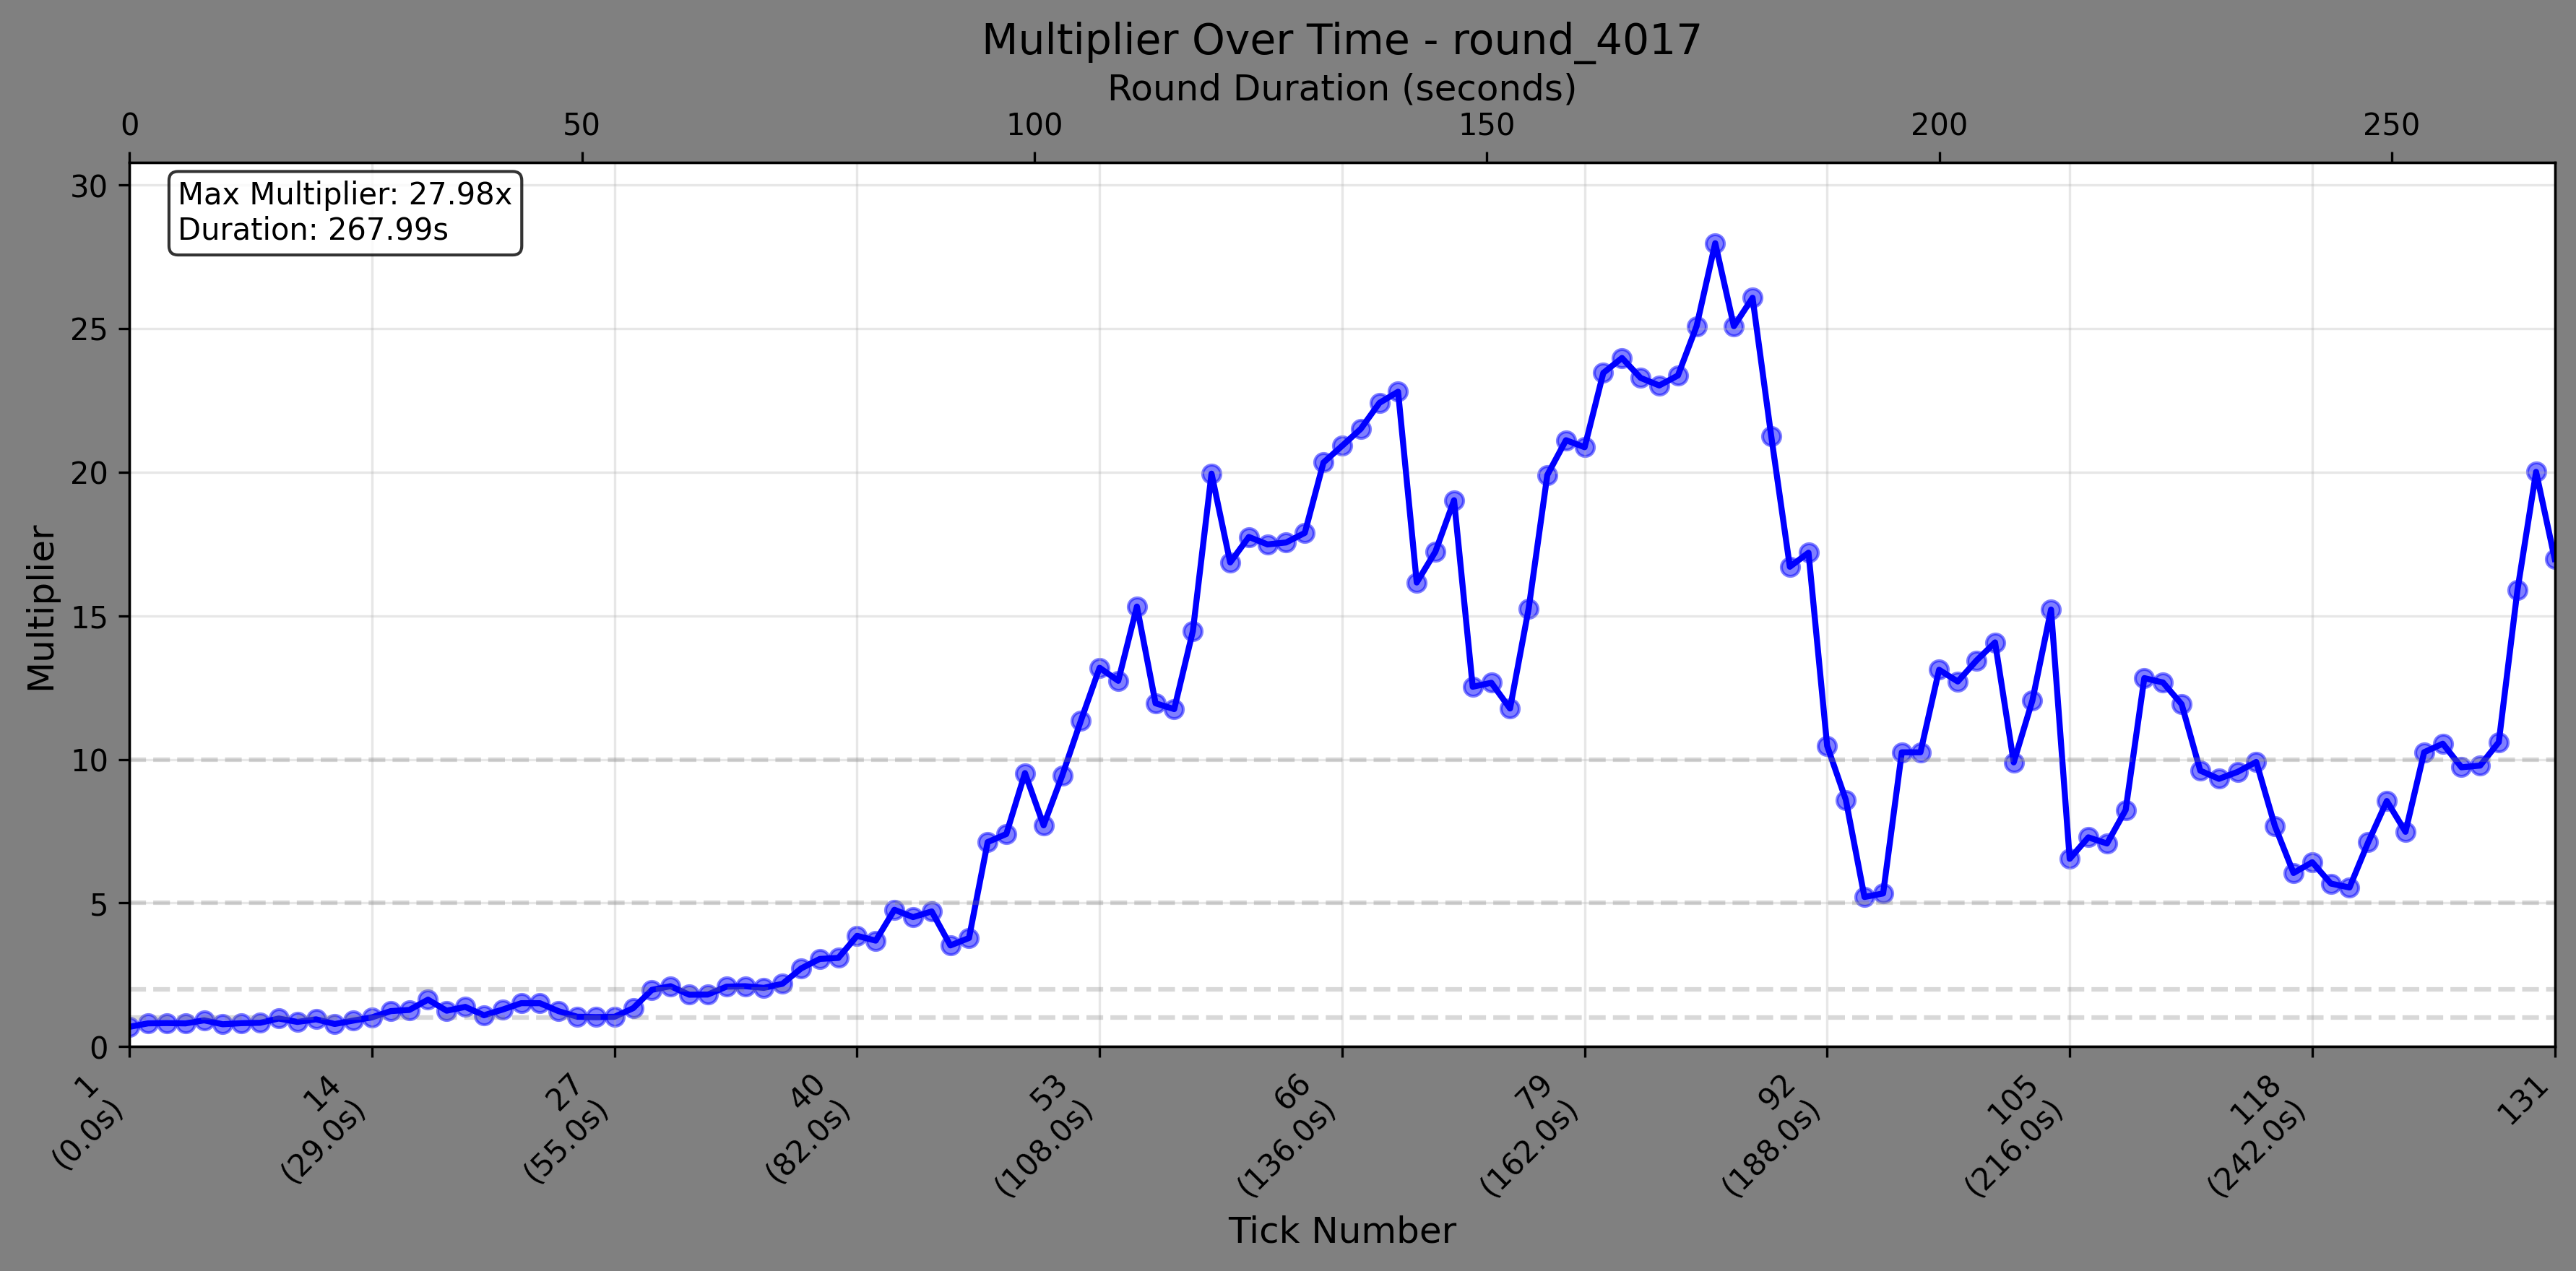 Multiplier Over Time - round_4017
Round Duration (seconds)
0 50 100 150 200 250
Max Multiplier: 27.98x
Duration: 267.99s
30
25
20
15
10
5
0
Multiplier
1
(0.0s)
14
(29.0s)
27
(55.0s)
40
(82.0s)
53
(108.0s)
66
(136.0s)
79
(162.0s)
92
(188.0s)
105
(216.0s)
118
(242.0s)
131
Tick Number